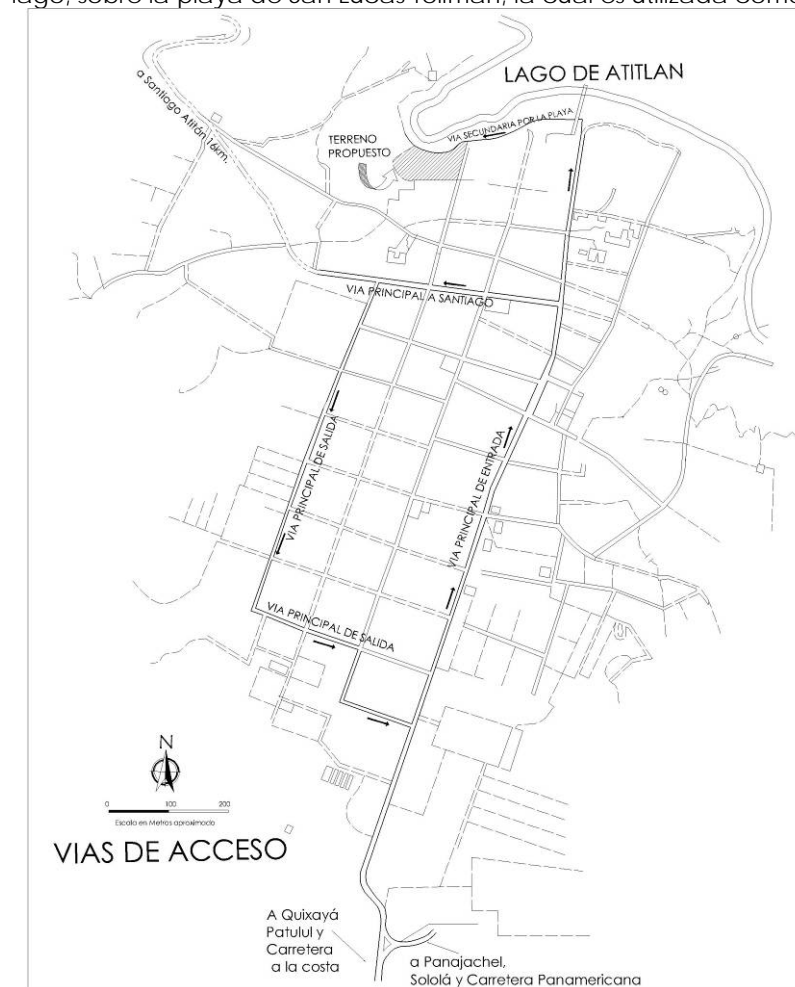 lago, sobre la playa de San Lucas Tolimán, la cual es utilizada como
LAGO DE ATITLAN
a Santiago Atitlán 16km.
VIA SECUNDARIA POR LA PLAYA
TERRENO
PROPUESTO
VIA PRINCIPAL A SANTIAGO
VIA PRINCIPAL DE SALIDA
VIA PRINCIPAL DE ENTRADA
VIA PRINCIPAL DE SALIDA
N
0 100 200
Escala en Metros aproximado
VIAS DE ACCESO
A Quixayá
Patulul y
Carretera
a la costa
a Panajachel,
Sololá y Carretera Panamericana